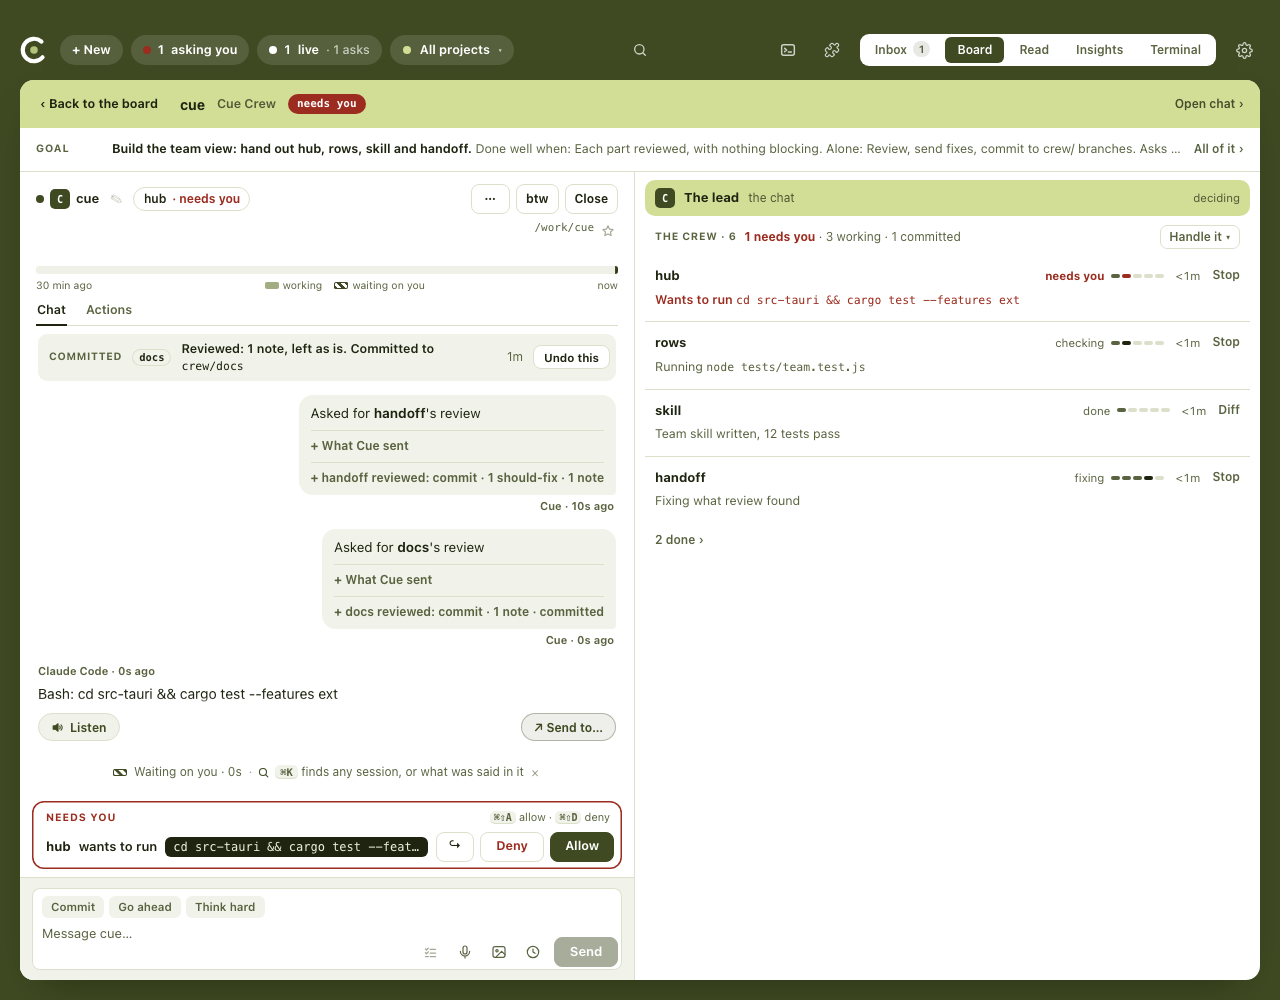 + New
1 asking you
1 live · 1 asks
All projects ·
Inbox 1
Board
Read
Insights
Terminal
‹ Back to the board
cue
Cue Crew
needs you
Open chat ›
GOAL
Build the team view: hand out hub, rows, skill and handoff. Done well when: Each part reviewed, with nothing blocking. Alone: Review, send fixes, commit to crew/ branches. Asks ...
All of it ›
C
cue
hub · needs you
···
btw
Close
/work/cue
30 min ago
working
waiting on you
now
Chat
Actions
COMMITTED
docs
Reviewed: 1 note, left as is. Committed to
crew/docs
1m
Undo this
Asked for handoff's review
+ What Cue sent
+ handoff reviewed: commit · 1 should-fix · 1 note
Cue · 10s ago
Asked for docs's review
+ What Cue sent
+ docs reviewed: commit · 1 note · committed
Cue · 0s ago
Claude Code · 0s ago
Bash: cd src-tauri && cargo test --features ext
Listen
↗ Send to...
Waiting on you · 0s · ⌘K finds any session, or what was said in it ×
NEEDS YOU
⌘⇧A allow · ⌘⇧D deny
hub wants to run cd src-tauri && cargo test --feat…
Deny
Allow
Commit
Go ahead
Think hard
Message cue...
Send
C
The lead the chat
deciding
THE CREW · 6 1 needs you · 3 working · 1 committed
Handle it ▾
hub
needs you
<1m
Stop
Wants to run cd src-tauri && cargo test --features ext
rows
checking
<1m
Stop
Running node tests/team.test.js
skill
done
<1m
Diff
Team skill written, 12 tests pass
handoff
fixing
<1m
Stop
Fixing what review found
2 done ›